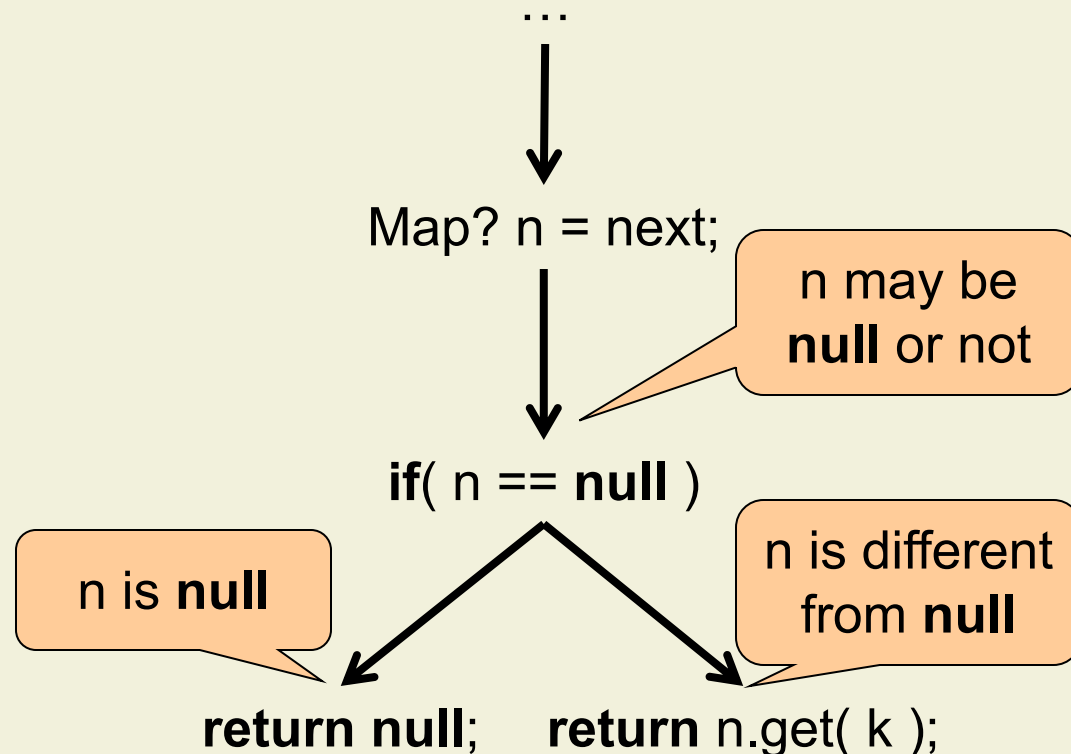 ...
Map? n = next;
n may be
null or not
if( n == null )
n is null
n is different
from null
return null;
return n.get( k );